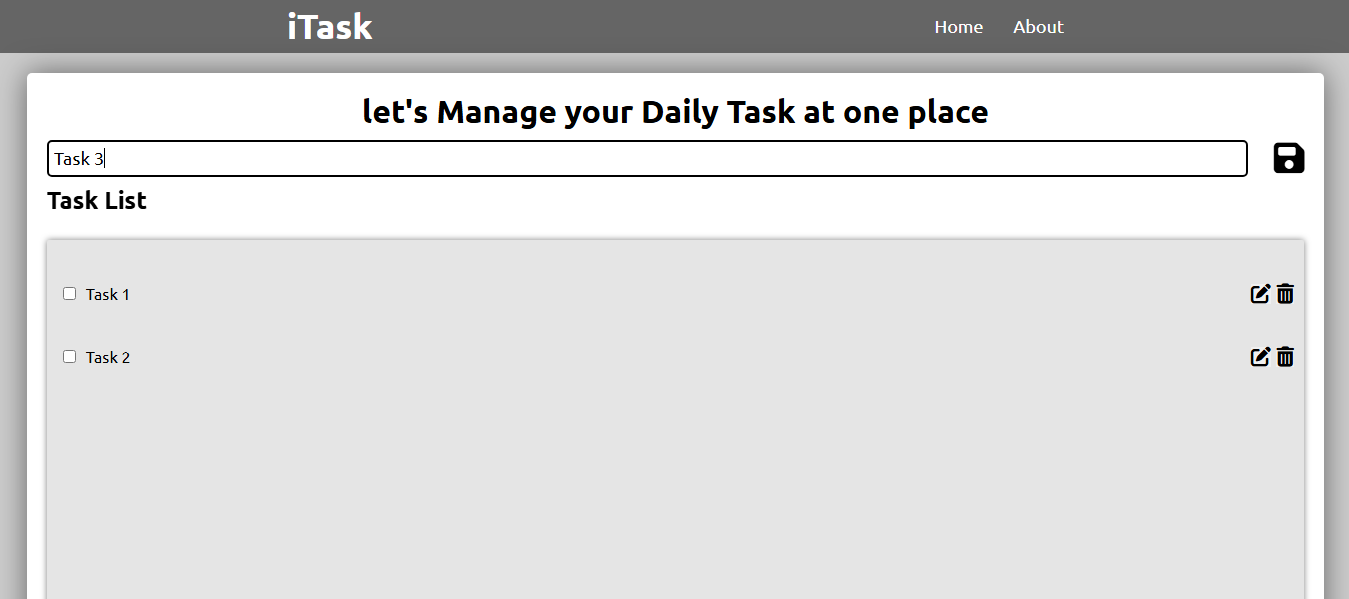 iTask
Home
About
let's Manage your Daily Task at one place
Task 3
Task List
Task 1
Task 2